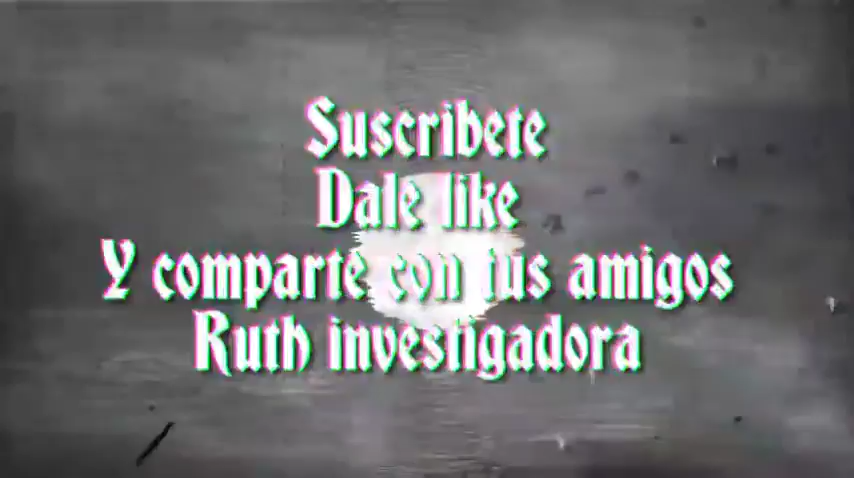 Suscribete
Dale like
Y comparte con tus amigos
Ruth investigadora